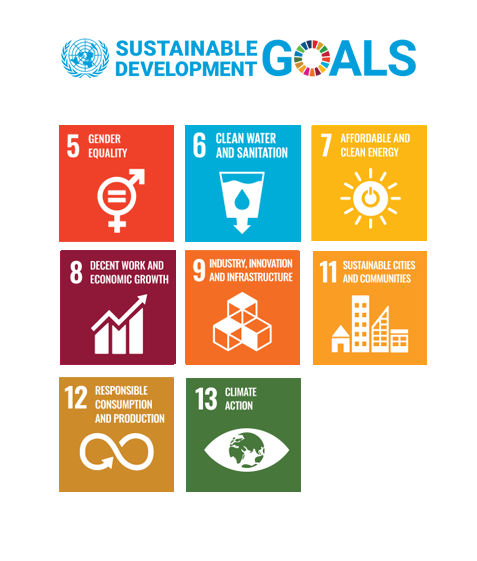 SUSTAINABLE
DEVELOPMENT
GOALS
5 GENDER
EQUALITY
6 CLEAN WATER
AND SANITATION
7 AFFORDABLE AND
CLEAN ENERGY
8 DECENT WORK AND
ECONOMIC GROWTH
9 INDUSTRY, INNOVATION
AND INFRASTRUCTURE
11 SUSTAINABLE CITIES
AND COMMUNITIES
12 RESPONSIBLE
CONSUMPTION
AND PRODUCTION
13 CLIMATE
ACTION